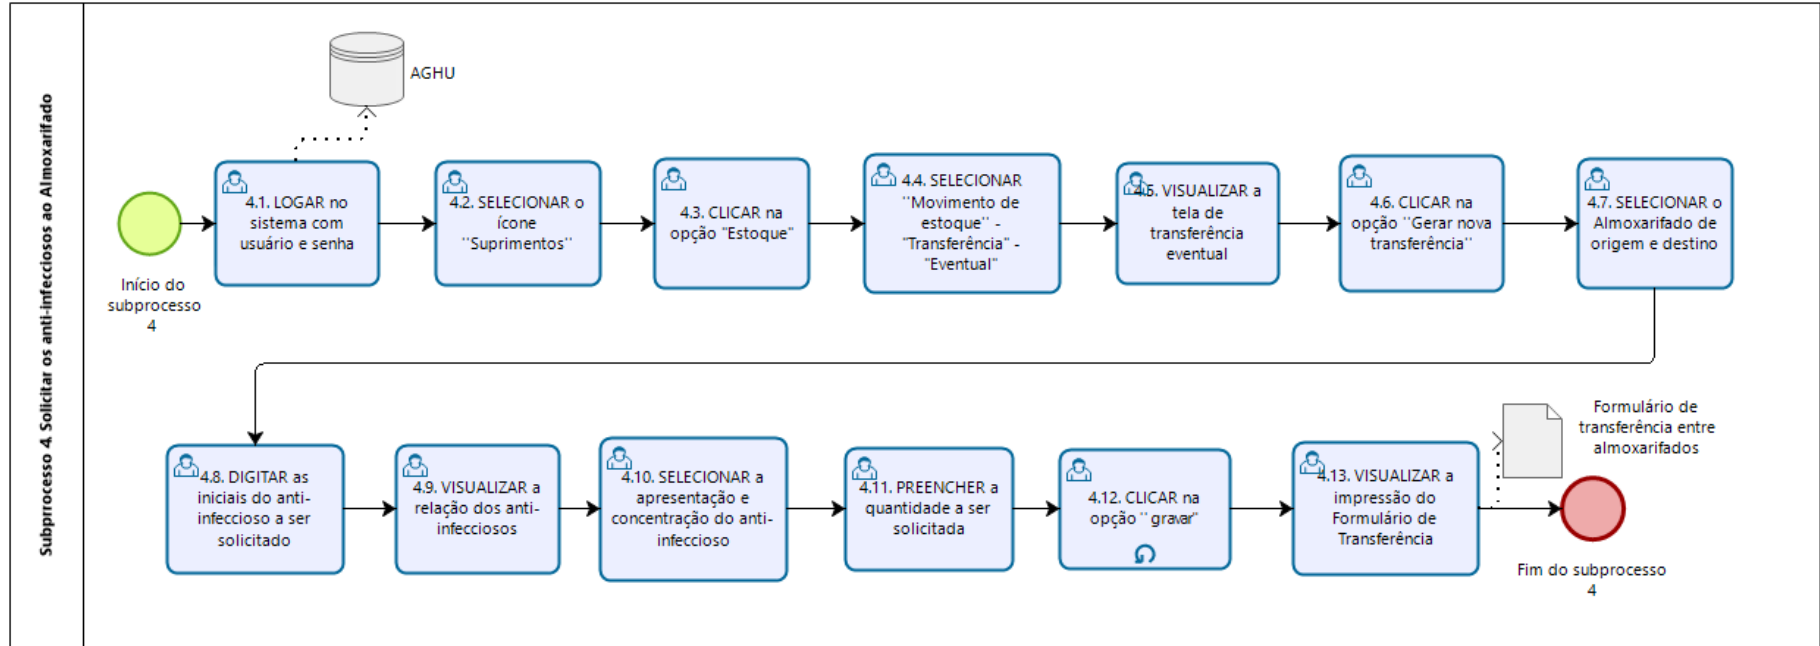 Subprocesso 4. Solicitar os anti-infecciosos ao Almoxarifado
AGHU
Início do
subprocesso
4
4.1. LOGAR no
sistema com
usuário e senha
4.2. SELECIONAR o
ícone
¨Suprimentos¨
4.3. CLICAR na
opção "Estoque"
4.4. SELECIONAR
¨Movimento de
estoque¨ -
"Transferência" -
"Eventual"
4.5. VISUALIZAR a
tela de
transferência
eventual
4.6. CLICAR na
opção ¨Gerar nova
transferência¨
4.7. SELECIONAR o
Almoxarifado de
origem e destino
4.8. DIGITAR as
iniciais do anti-
infeccioso a ser
solicitado
4.9. VISUALIZAR a
relação dos anti-
infecciosos
4.10. SELECIONAR a
apresentação e
concentração do anti-
infeccioso
4.11. PREENCHER a
quantidade a ser
solicitada
4.12. CLICAR na
opção ¨gravar"
4.13. VISUALIZAR a
impressão do
Formulário de
Transferência
Formulário de
transferência entre
almoxarifados
Fim do subprocesso
4